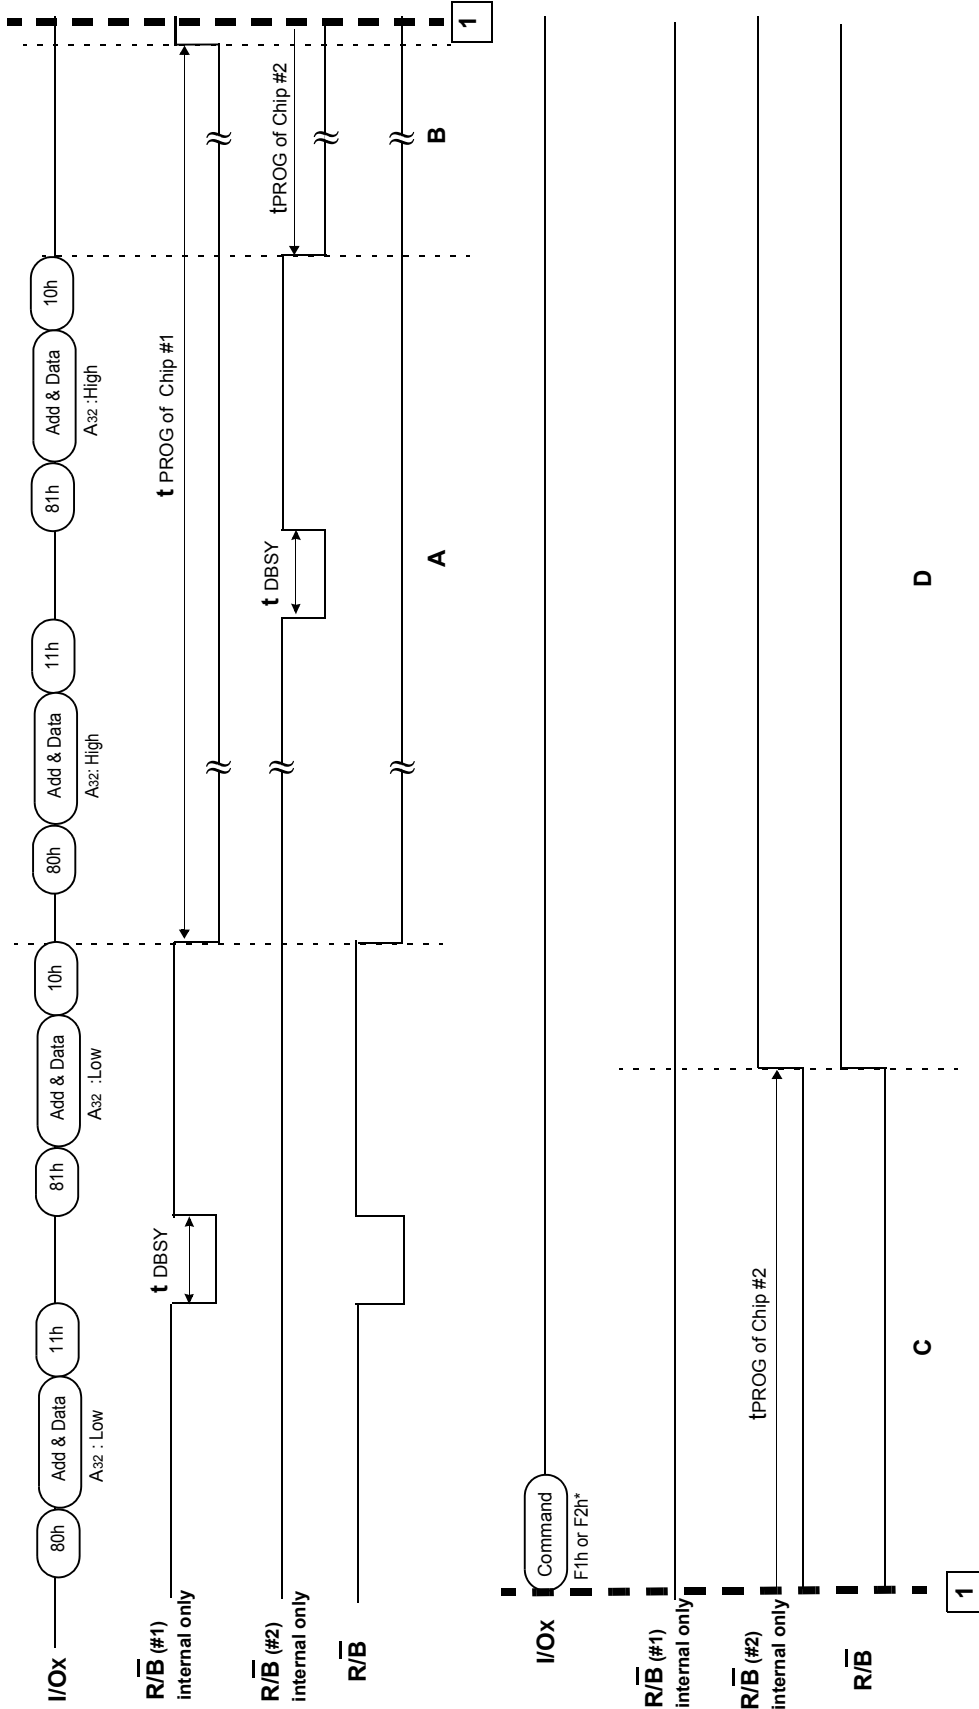 I/Ox
80h
Add & Data
11h
81h
Add & Data
10h
80h
Add & Data
11h
81h
Add & Data
10h
A32 : Low
A32 :Low
A32: High
A32 :High
R/B (#1)
internal only
t DBSY
t PROG of Chip #1
R/B (#2)
internal only
t DBSY
tPROG of Chip #2
R/B
A
B
1
I/Ox
Command
F1h or F2h*
R/B (#1)
internal only
R/B (#2)
internal only
tPROG of Chip #2
R/B
C
D
1